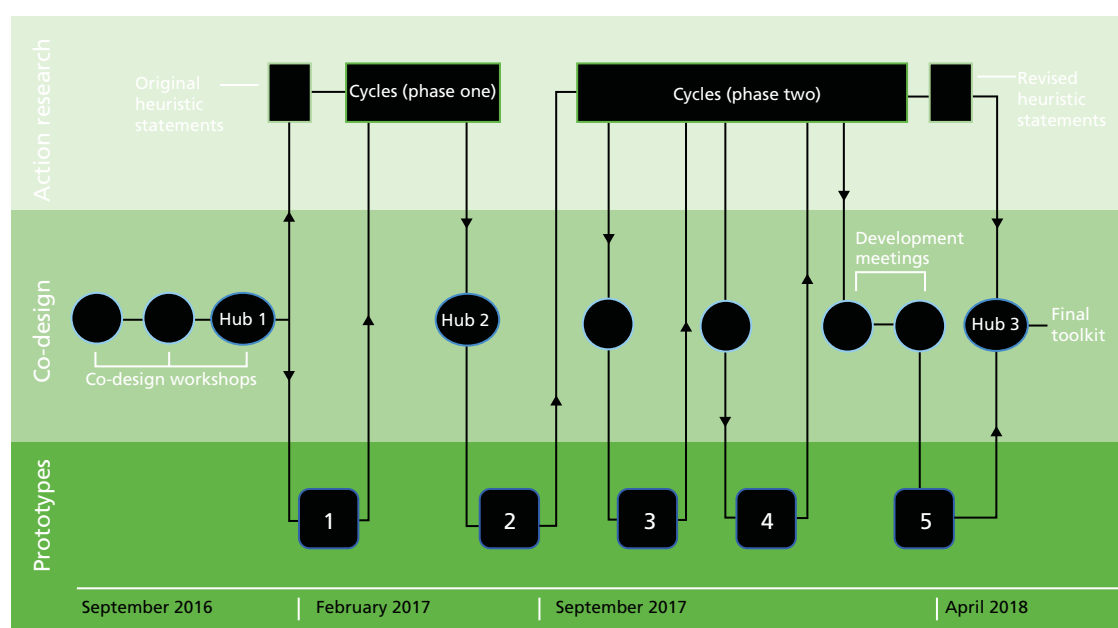 Action research
Original
heuristic
statements
Cycles (phase one)
Cycles (phase two)
Revised
heuristic
statements
Co-design
Hub 1
Co-design workshops
Hub 2
Development
meetings
Hub 3
Final
toolkit
Prototypes
1
2
3
4
5
September 2016
February 2017
September 2017
April 2018